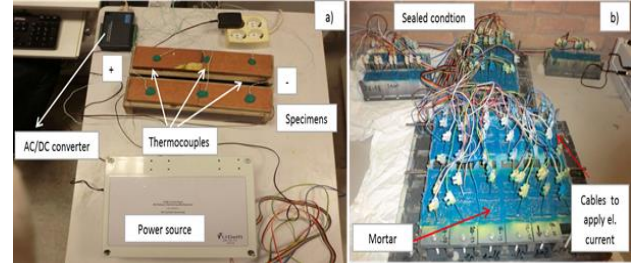 a)
+
-
Specimens
AC/DC converter
Thermocouples
Power source
b)
Sealed condtion
Cables to
apply el.
current
Mortar